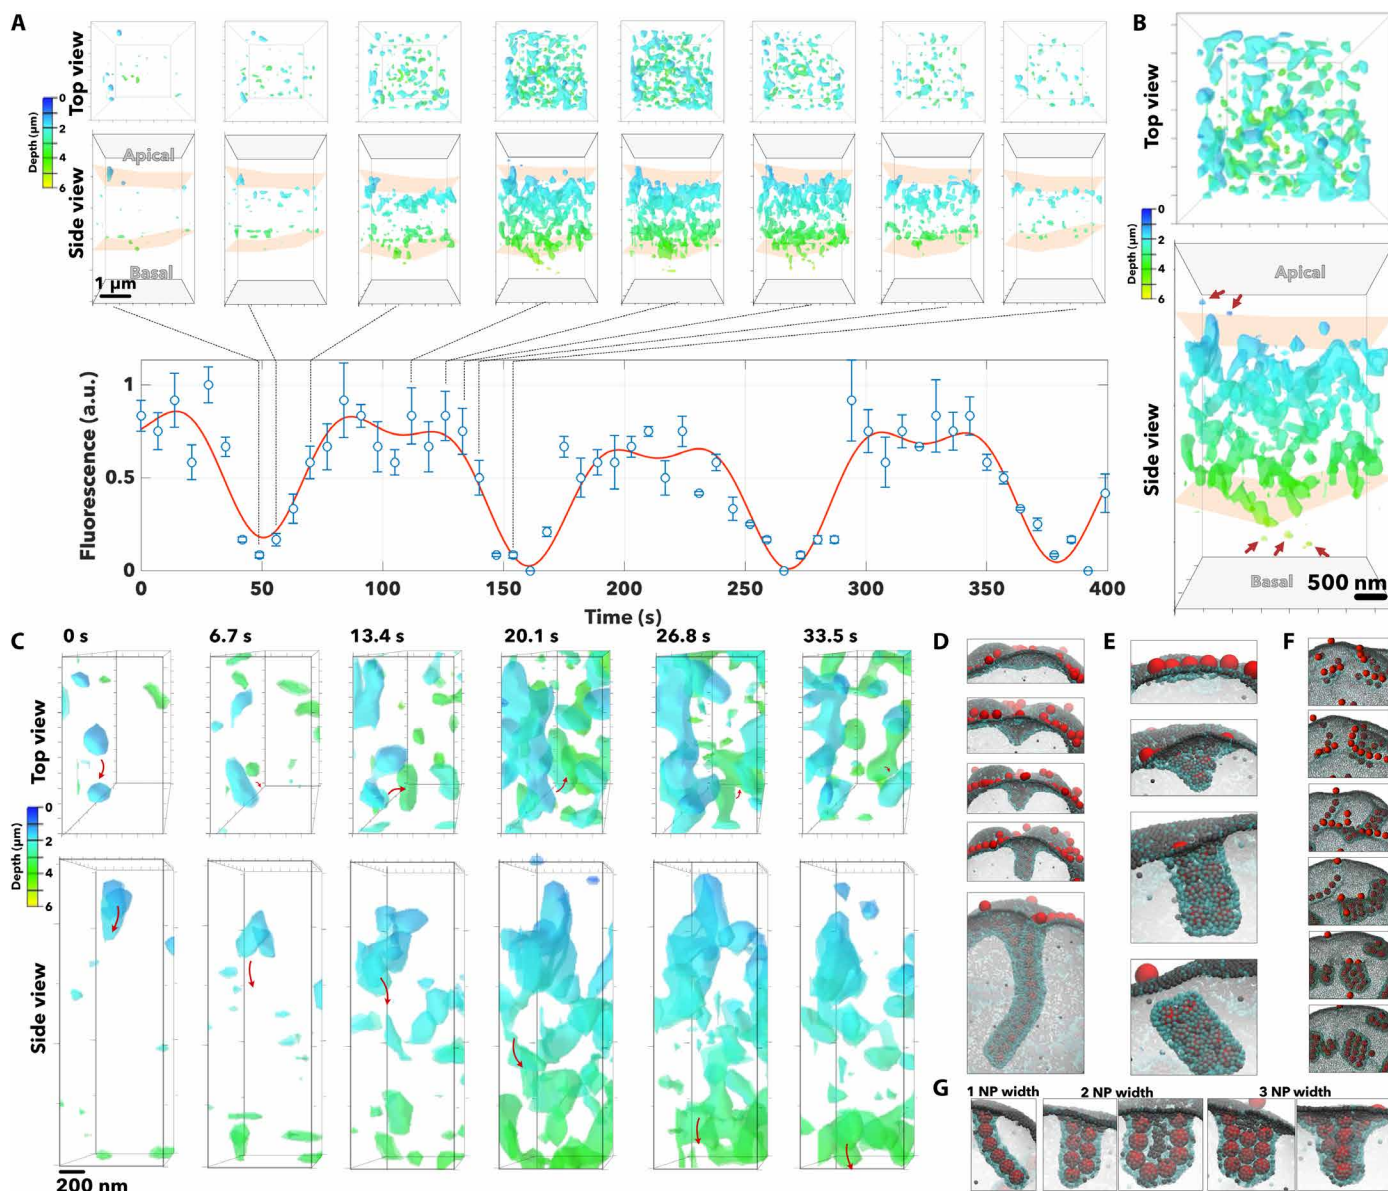 A
B
Top view
Depth (μm)
0
2
4
6
Side view
Apical
Basal
1 μm
Top view
Depth (μm)
0
2
4
6
Side view
Apical
Basal
500 nm
Fluorescence (a.u.)
1
0.5
0
0 50 100 150 200 250 300 350 400
Time (s)
C
0 s 6.7 s 13.4 s 20.1 s 26.8 s 33.5 s
Top view
Depth (μm)
0
2
4
6
Side view
200 nm
D
E
F
G
1 NP width 2 NP width 3 NP width